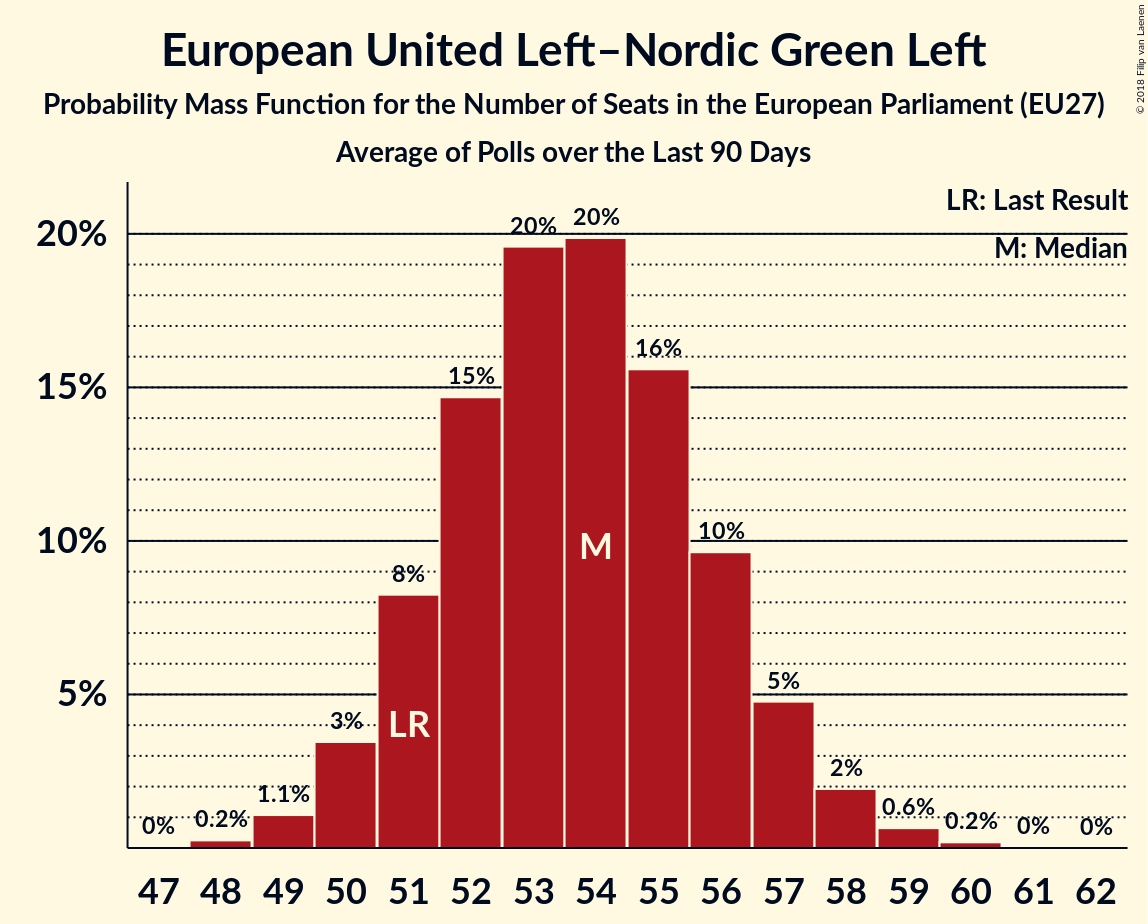 European United Left–Nordic Green Left
Probability Mass Function for the Number of Seats in the European Parliament (EU27)
Average of Polls over the Last 90 Days
© 2018 Filip van Laenen
LR: Last Result
M: Median
20%
15%
10%
5%
0%
0.2%
1.1%
3%
8%
15%
20%
20%
16%
10%
5%
2%
0.6%
0.2%
0%
0%
LR
M
47 48 49 50 51 52 53 54 55 56 57 58 59 60 61 62